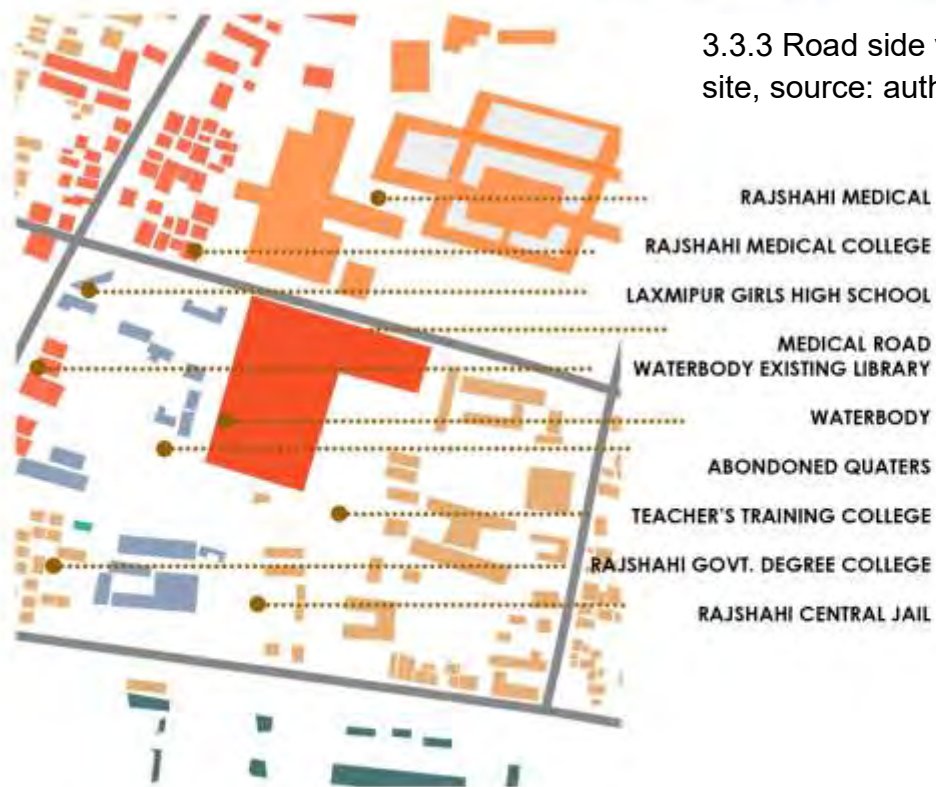 3.3.3 Road side
site, source:
RAJSHAHI MEDICAL
RAJSHAHI MEDICAL COLLEGE
LAXMIPUR GIRLS HIGH SCHOOL
MEDICAL ROAD
WATERBODY EXISTING LIBRARY
WATERBODY
ABONDONED QUATERS
TEACHER'S TRAINING COLLEGE
RAJSHAHI GOVT. DEGREE COLLEGE
RAJSHAHI CENTRAL JAIL